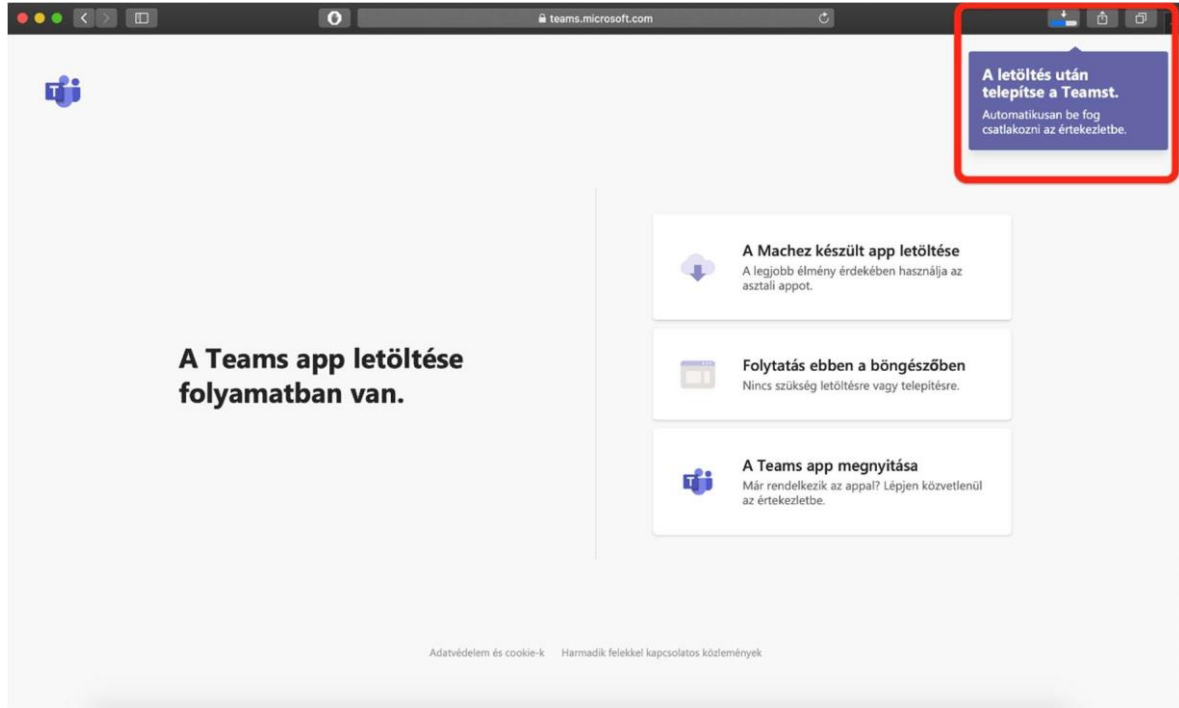 teams.microsoft.com
A letöltés után
telepítse a Teamst.
Automatikusan be fog
csatlakozni az értekezletbe.
A Teams app letöltése
folyamatban van.
A Machez készült app letöltése
A legjobb élmény érdekében használja az
asztali appot.
Folytatás ebben a böngészőben
Nincs szükség letöltésre vagy telepítésre.
A Teams app megnyitása
Már rendelkezik az appal? Lépjen közvetlenül
az értekezletbe.
Adatvédelem és cookie-k Harmadik felekkel kapcsolatos közlemények